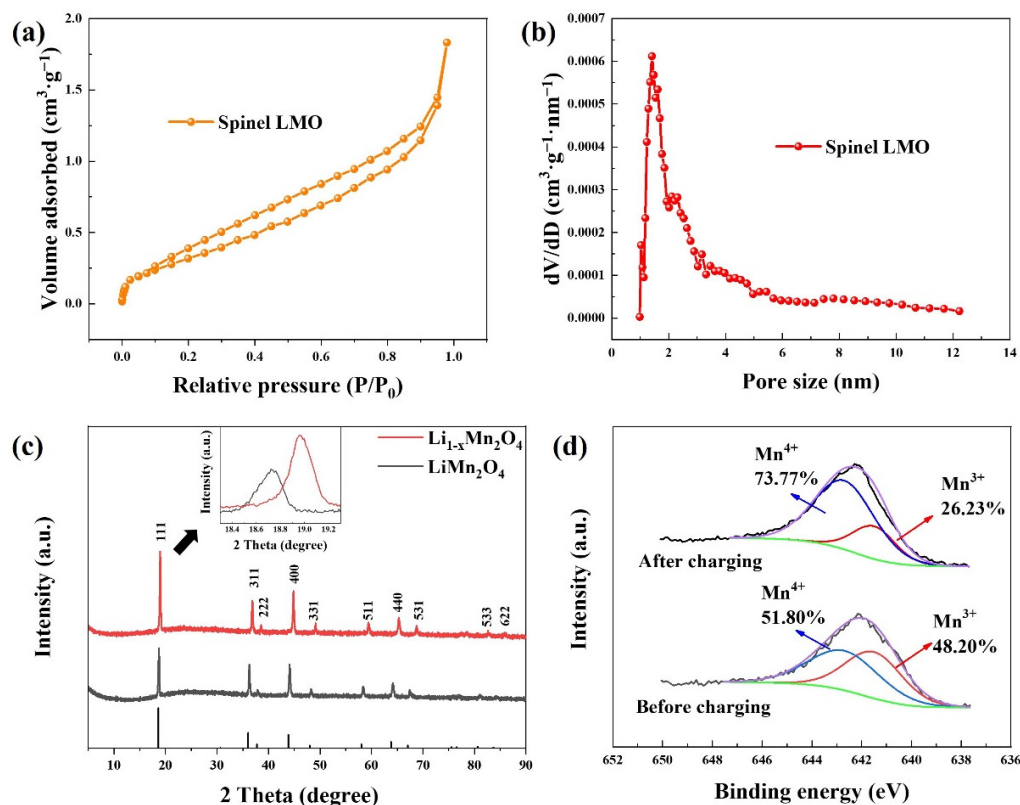 (a)
Volume adsorbed (cm³·g⁻¹)
2.0
1.5
1.0
0.5
0.0
Spinel LMO
0.0 0.2 0.4 0.6 0.8 1.0
Relative pressure (P/P₀)
(b)
dV/dD (cm³·g⁻¹·nm⁻¹)
0.0007
0.0006
0.0005
0.0004
0.0003
0.0002
0.0001
0.0000
Spinel LMO
0 2 4 6 8 10 12 14
Pore size (nm)
(c)
Intensity (a.u.)
Intensity (a.u.)
18.4 18.6 18.8 19.0 19.2
2 Theta (degree)
Li₁₋ₓMn₂O₄
LiMn₂O₄
111
311
222
400
331
511
440
531
533
622
10 20 30 40 50 60 70 80 90
2 Theta (degree)
(d)
Intensity (a.u.)
Mn⁴⁺
73.77%
Mn³⁺
26.23%
After charging
Mn⁴⁺
51.80%
Mn³⁺
48.20%
Before charging
652 650 648 646 644 642 640 638 636
Binding energy (eV)